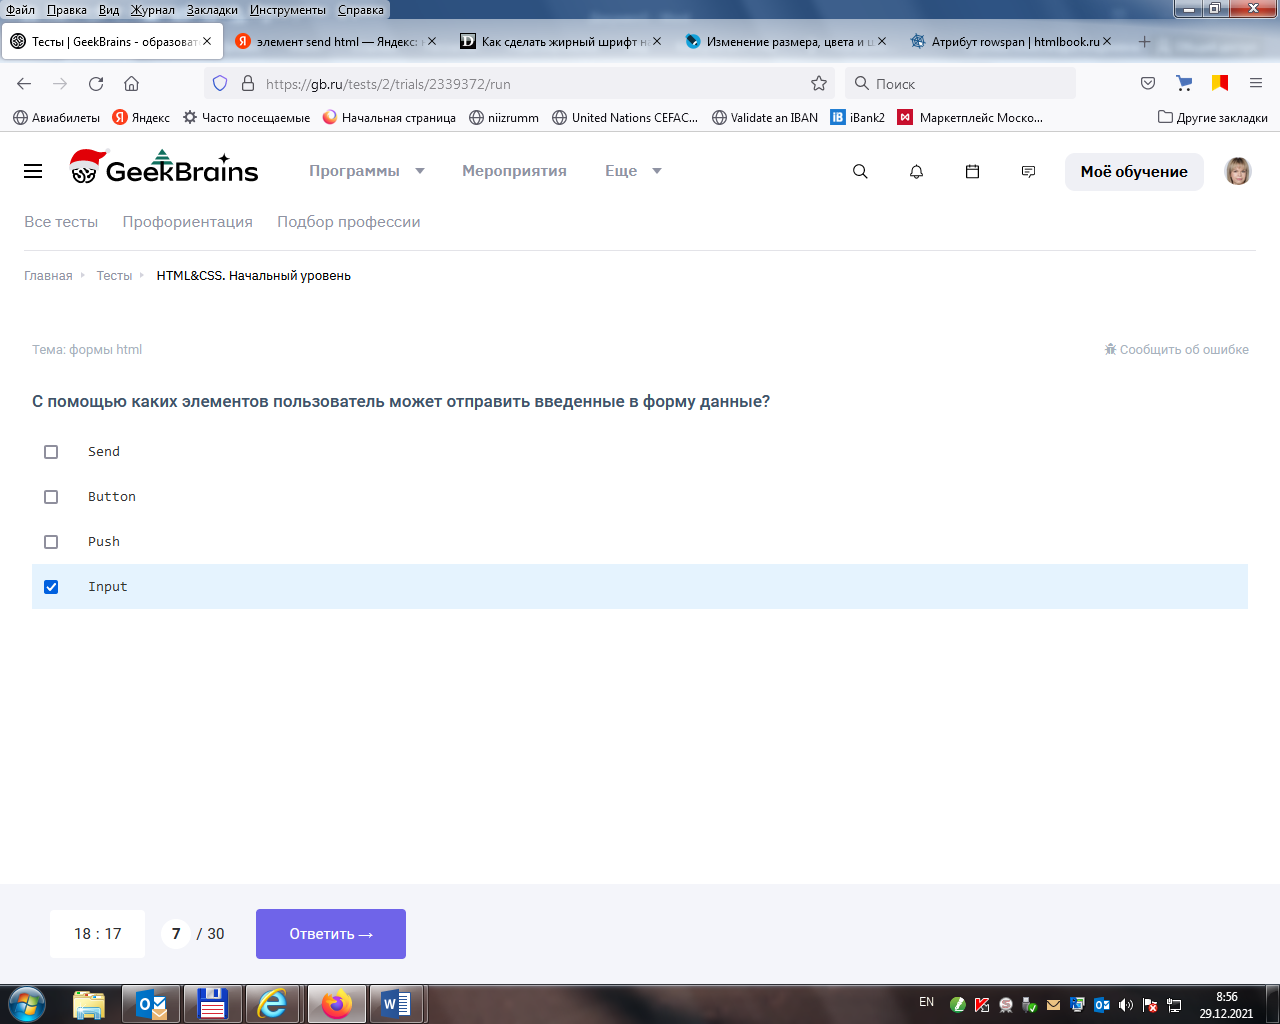 Файл Правка Вид Журнал Закладки Инструменты Справка
Тесты | GeekBrains - образоват
элемент send html — Яндекс:
Как сделать жирный шрифт н
Изменение размера, цвета и ц
Атрибут rowspan | htmlbook.ru
https://gb.ru/tests/2/trials/2339372/run
Поиск
Авиабилеты Яндекс Часто посещаемые Начальная страница niizrumm United Nations CEFAC... Validate an IBAN iBank2 Маркетплейс Моско... Другие закладки
GeekBrains Программы Мероприятия Еще Моё обучение
Все тесты Профориентация Подбор профессии
Главная Тесты HTML&CSS. Начальный уровень
Тема: формы html Сообщить об ошибке
С помощью каких элементов пользователь может отправить введенные в форму данные?
Send
Button
Push
Input
18 : 17 7 / 30 Ответить →
EN 8:56
29.12.2021